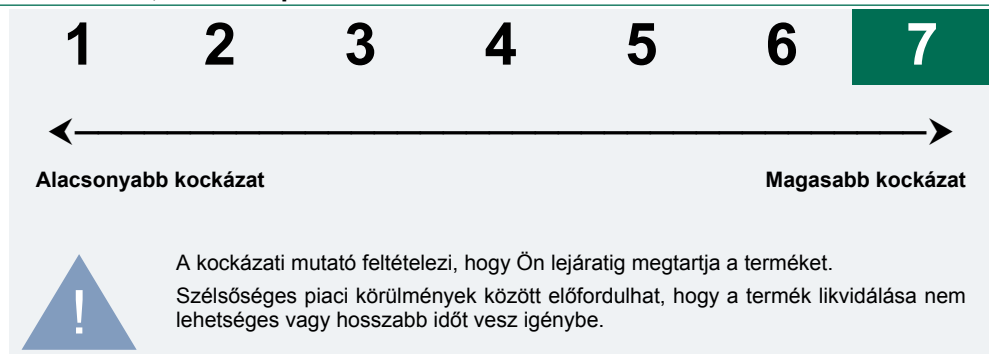 1 2 3 4 5 6 7
Alacsonyabb kockázat Magasabb kockázat
A kockázati mutató feltételezi, hogy Ön lejáratig megtartja a terméket.
Szélsőséges piaci körülmények között előfordulhat, hogy a termék likvidálása nem
lehetséges vagy hosszabb időt vesz igénybe.
!